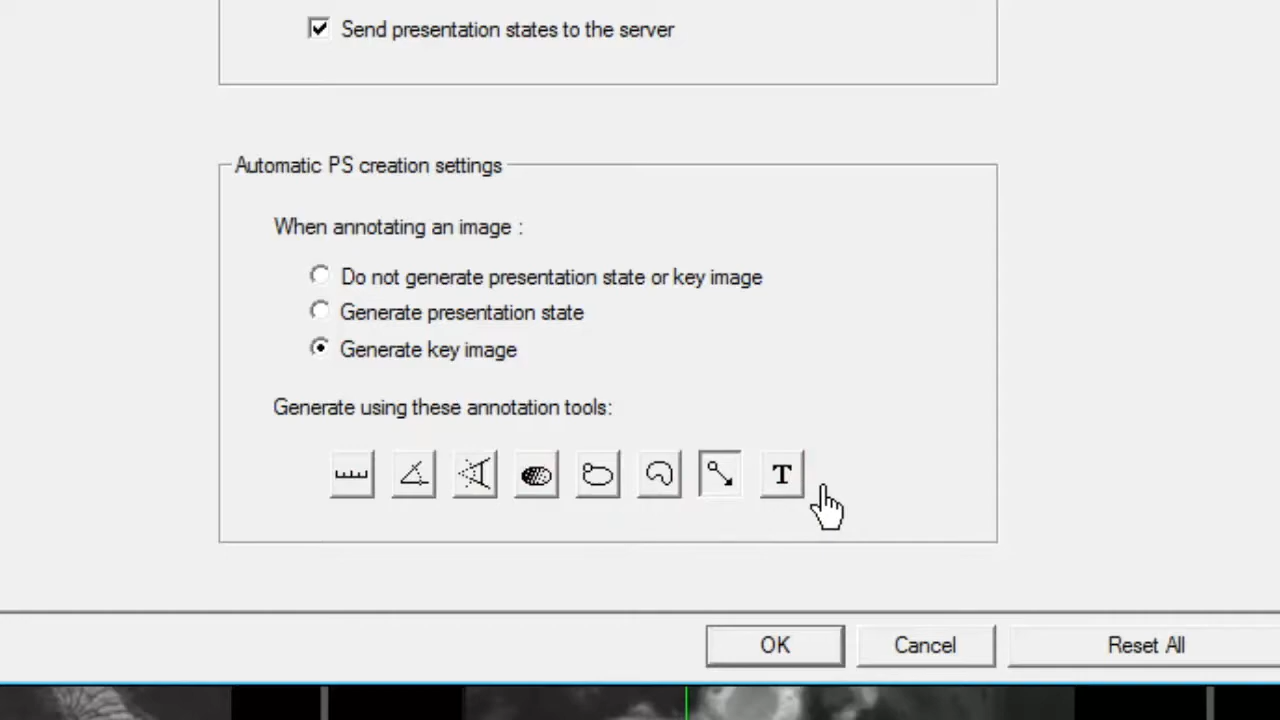 Send presentation states to the server
Automatic PS creation settings
When annotating an image :
Do not generate presentation state or key image
Generate presentation state
Generate key image
Generate using these annotation tools:
T
OK Cancel Reset All